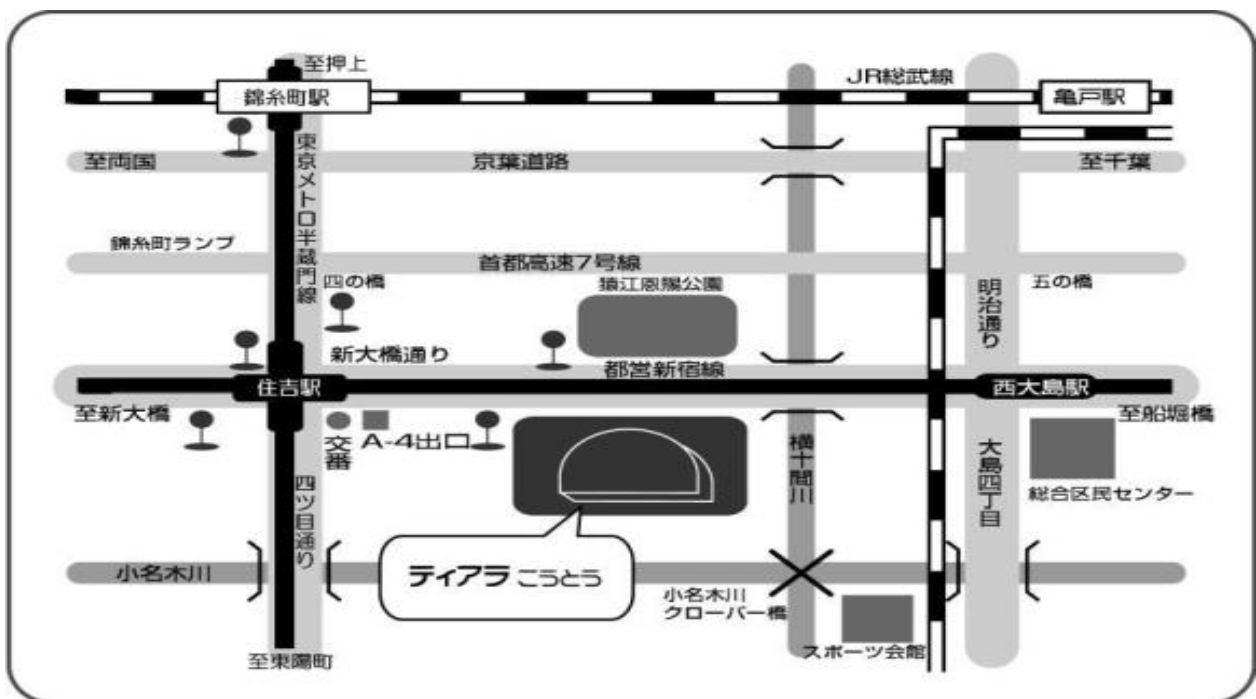 至押上
JR総武線
錦糸町駅
亀戸駅
東京メトロ半蔵門線
至両国
京葉道路
至千葉
錦糸町ランプ
首都高速7号線
四の橋
猿江恩賜公園
明治通り
五の橋
新大橋通り
都営新宿線
住吉駅
西大島駅
至新大橋
至船堀橋
交番
A-4出口
横十間川
大島四丁目
四ツ目通り
総合区民センター
小名木川
ティアラこうとう
小名木川
クローバー橋
スポーツ会館
至東陽町